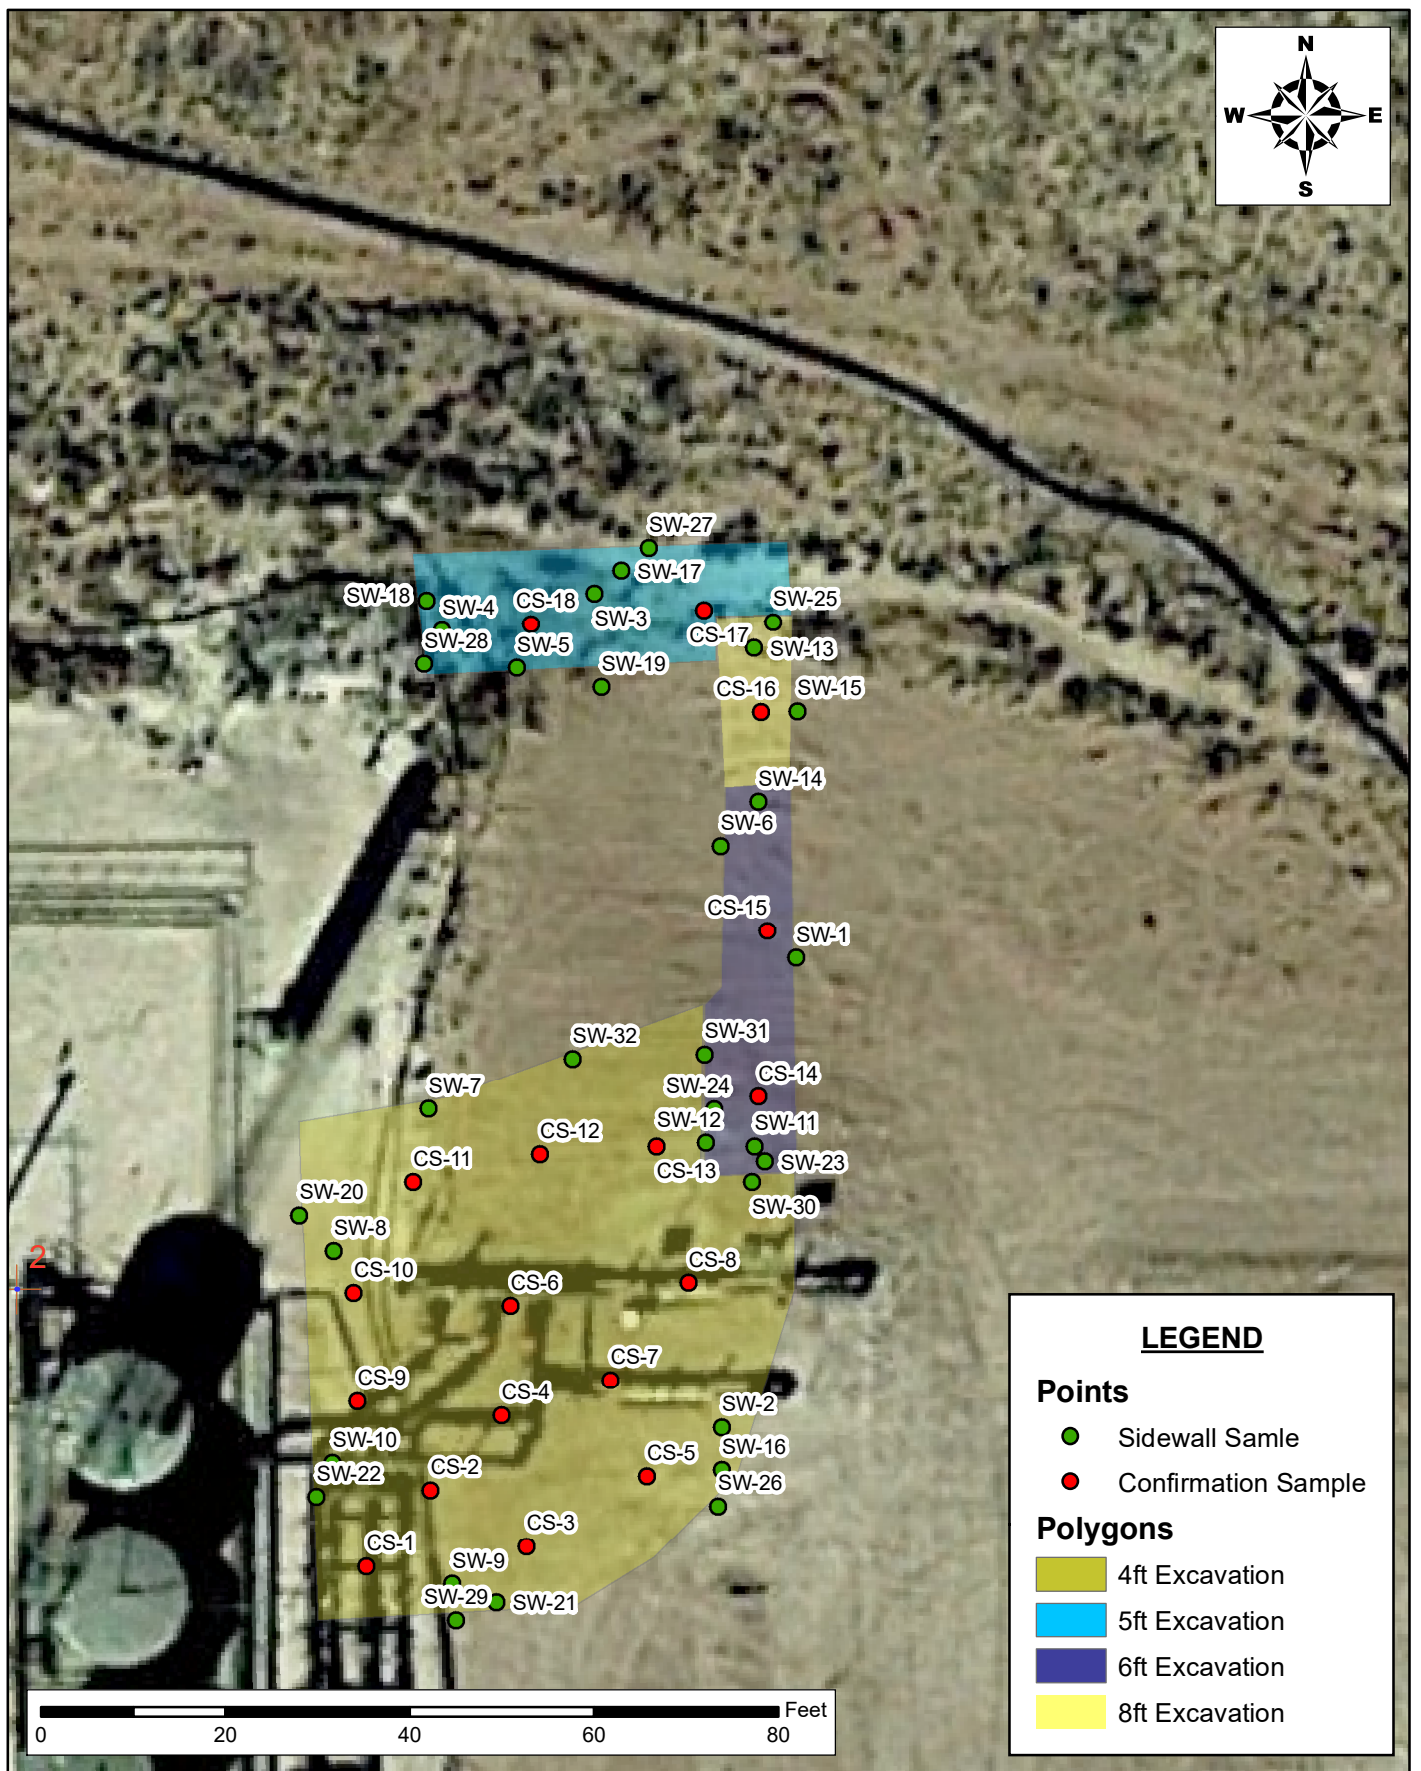 N
W E
S
SW-27
SW-17
SW-18
SW-4
CS-18
SW-3
SW-25
SW-28
SW-5
CS-17
SW-13
SW-19
CS-16
SW-15
SW-14
SW-6
CS-15
SW-1
SW-32
SW-31
SW-7
SW-24
CS-14
SW-12
SW-11
CS-12
CS-13
SW-23
CS-11
SW-30
SW-20
SW-8
2
CS-10
CS-6
CS-8
CS-9
CS-7
CS-4
SW-2
SW-10
SW-16
SW-22
CS-2
CS-5
SW-26
CS-1
CS-3
SW-9
SW-29
SW-21
LEGEND
Points
Sidewall Samle
Confirmation Sample
Polygons
4ft Excavation
5ft Excavation
6ft Excavation
8ft Excavation
Feet
0 20 40 60 80